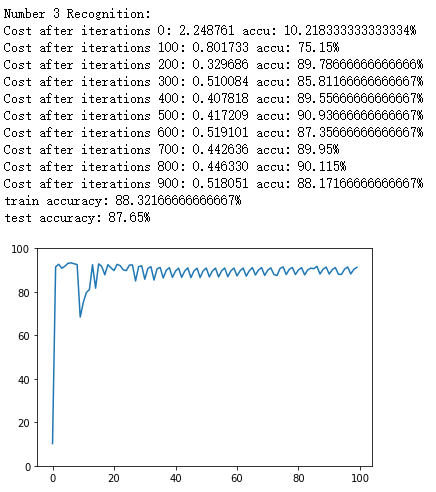 Number 3 Recognition:
Cost after iterations 0: 2.248761 accu: 10.218333333333334%
Cost after iterations 100: 0.801733 accu: 75.15%
Cost after iterations 200: 0.329686 accu: 89.78666666666666%
Cost after iterations 300: 0.510084 accu: 85.81166666666667%
Cost after iterations 400: 0.407818 accu: 89.55666666666667%
Cost after iterations 500: 0.417209 accu: 90.93666666666667%
Cost after iterations 600: 0.519101 accu: 87.35666666666667%
Cost after iterations 700: 0.442636 accu: 89.95%
Cost after iterations 800: 0.446330 accu: 90.115%
Cost after iterations 900: 0.518051 accu: 88.17166666666667%
train accuracy: 88.32166666666667%
test accuracy: 87.65%
100
80
60
40
20
0
0 20 40 60 80 100